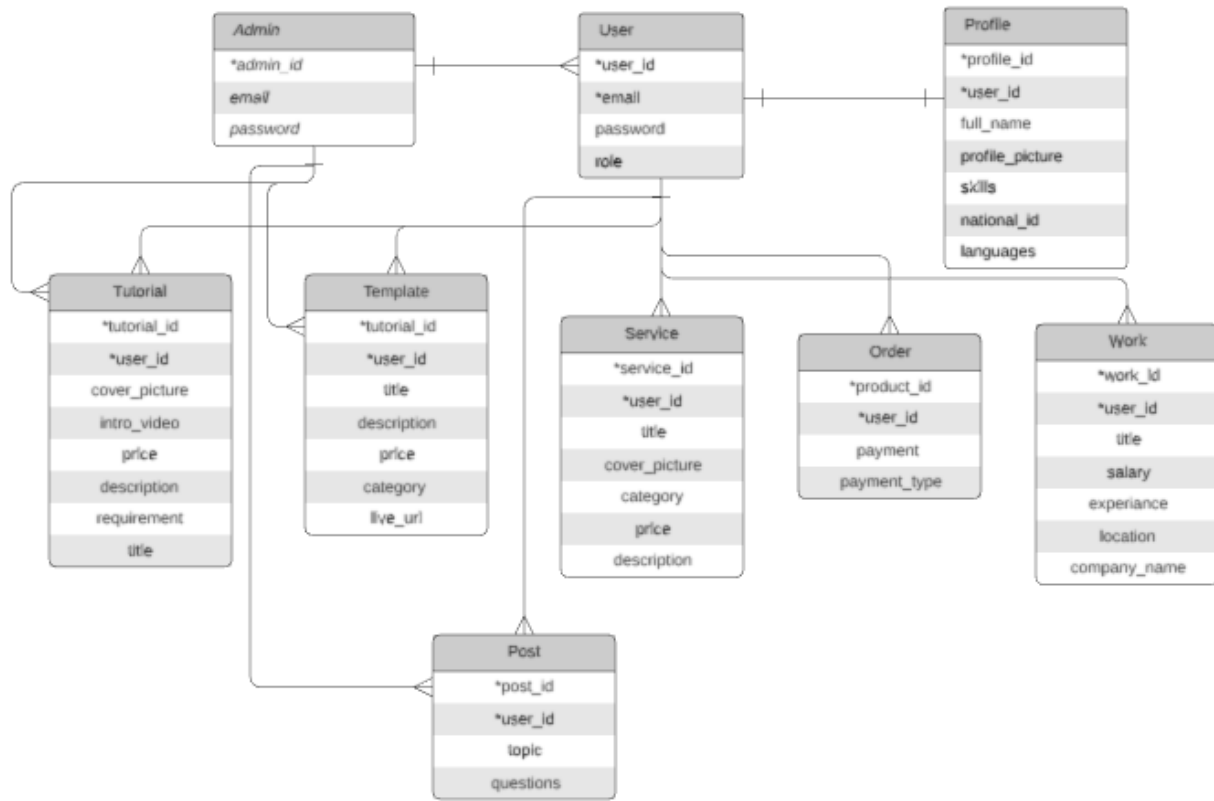 Admin
*admin_id
email
password
User
*user_id
*email
password
role
Profile
*profile_id
*user_id
full_name
profile_picture
skills
national_id
languages
Tutorial
*tutorial_id
*user_id
cover_picture
intro_video
price
description
requirement
title
Template
*tutorial_id
*user_id
title
description
price
category
live_url
Service
*service_id
*user_id
title
cover_picture
category
price
description
Order
*product_id
*user_id
payment
payment_type
Work
*work_id
*user_id
title
salary
experiance
location
company_name
Post
*post_id
*user_id
topic
questions